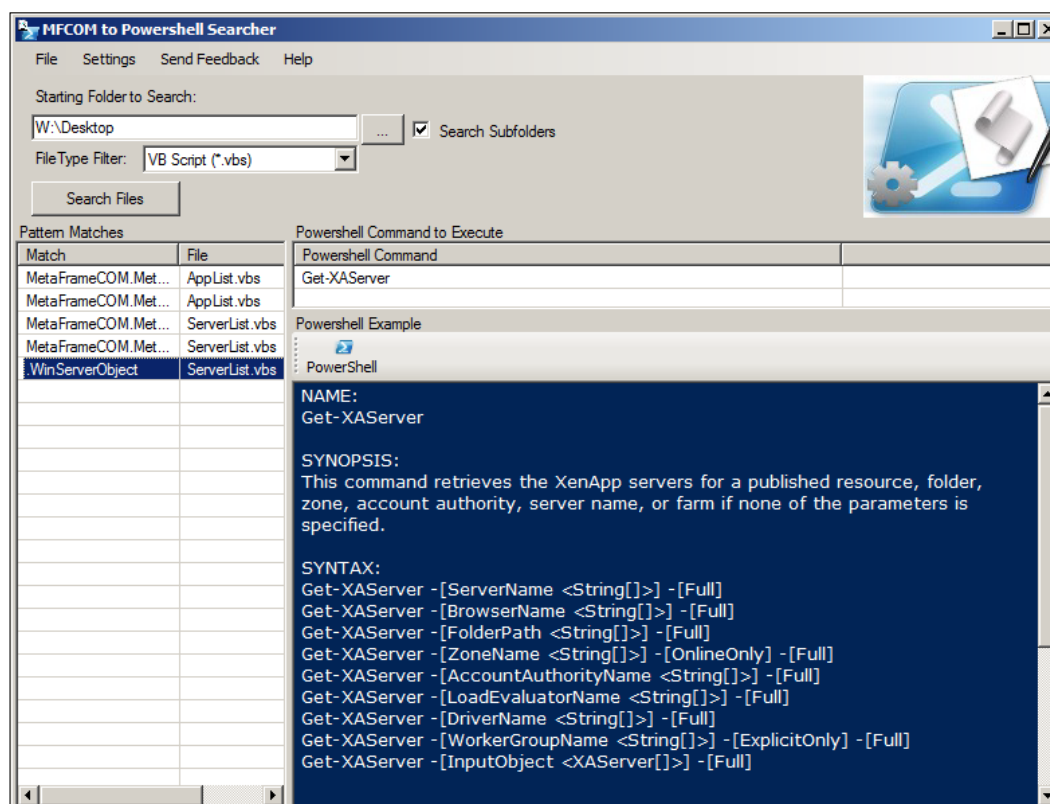 MFCOM to Powershell Searcher
File Settings Send Feedback Help
Starting Folder to Search:
W:\Desktop ... Search Subfolders
File Type Filter: VB Script (*.vbs)
Search Files
Pattern Matches
Match File
MetaFrameCOM.Met... AppList.vbs
MetaFrameCOM.Met... AppList.vbs
MetaFrameCOM.Met... ServerList.vbs
MetaFrameCOM.Met... ServerList.vbs
.WinServerObject ServerList.vbs
Powershell Command to Execute
Powershell Command
Get-XAServer
Powershell Example
PowerShell
NAME:
Get-XAServer
SYNOPSIS:
This command retrieves the XenApp servers for a published resource, folder,
zone, account authority, server name, or farm if none of the parameters is
specified.
SYNTAX:
Get-XAServer -[ServerName <String[]>] -[Full]
Get-XAServer -[BrowserName <String[]>] -[Full]
Get-XAServer -[FolderPath <String[]>] -[Full]
Get-XAServer -[ZoneName <String[]>] -[OnlineOnly] -[Full]
Get-XAServer -[AccountAuthorityName <String[]>] -[Full]
Get-XAServer -[LoadEvaluatorName <String[]>] -[Full]
Get-XAServer -[DriverName <String[]>] -[Full]
Get-XAServer -[WorkerGroupName <String[]>] -[ExplicitOnly] -[Full]
Get-XAServer -[InputObject <XAServer[]>] -[Full]